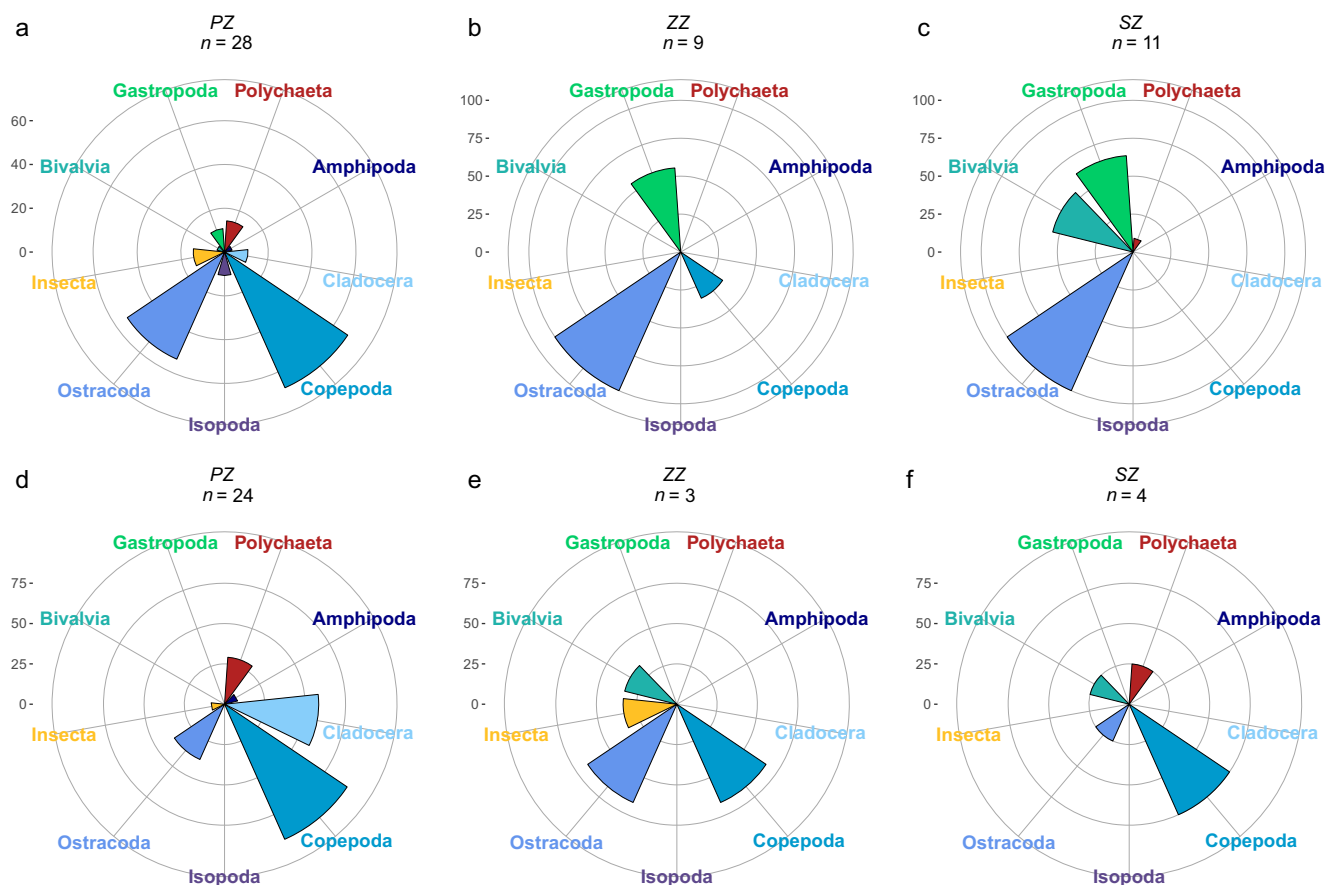 a
PZ
n = 28
Gastropoda Polychaeta
60
Bivalvia
Amphipoda
40
20
0
Insecta
Cladocera
Ostracoda
Copepoda
Isopoda
b
ZZ
n = 9
100
Gastropoda Polychaeta
75
Bivalvia
Amphipoda
50
25
0
Insecta
Cladocera
Ostracoda
Copepoda
Isopoda
c
SZ
n = 11
100
Gastropoda Polychaeta
75
Bivalvia
Amphipoda
50
25
0
Insecta
Cladocera
Ostracoda
Copepoda
Isopoda
d
PZ
n = 24
Gastropoda Polychaeta
75
Bivalvia
Amphipoda
50
25
0
Insecta
Cladocera
Ostracoda
Copepoda
Isopoda
e
ZZ
n = 3
Gastropoda Polychaeta
75
Bivalvia
Amphipoda
50
25
0
Insecta
Cladocera
Ostracoda
Copepoda
Isopoda
f
SZ
n = 4
Gastropoda Polychaeta
75
Bivalvia
Amphipoda
50
25
0
Insecta
Cladocera
Ostracoda
Copepoda
Isopoda